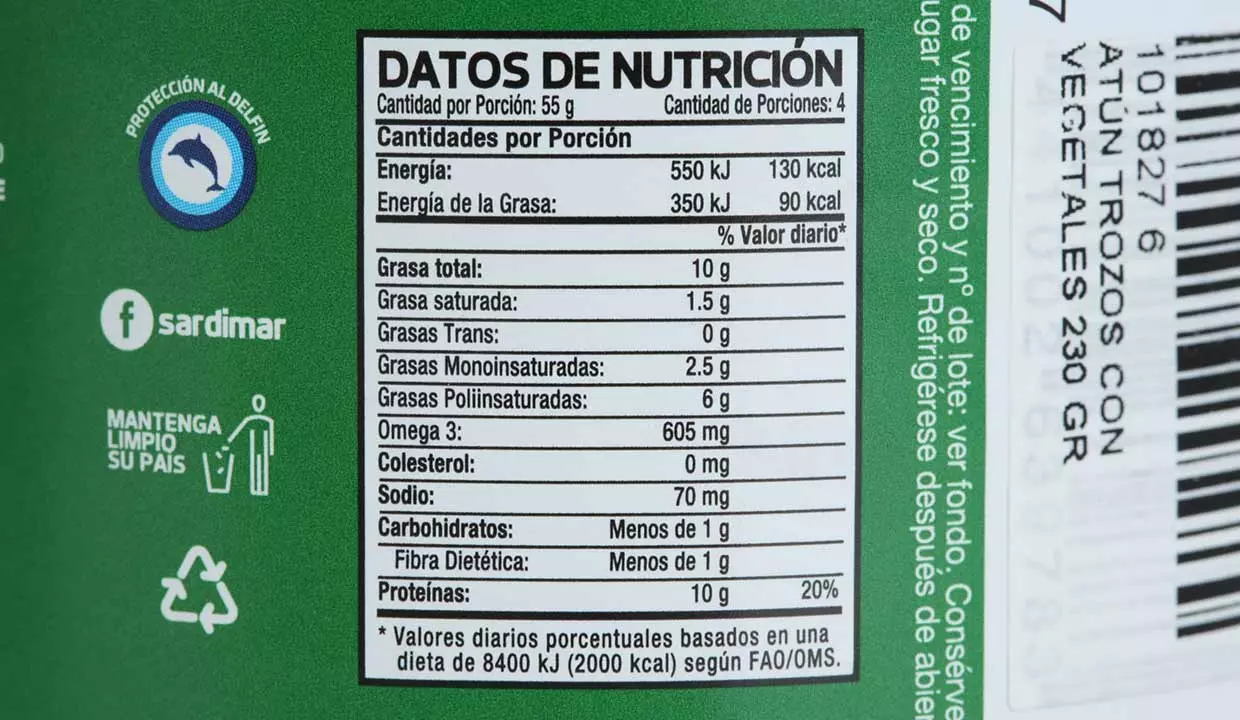 PROTECCIÓN AL DELFIN
sardimar
MANTENGA
LIMPIO
SU PAÍS
DATOS DE NUTRICIÓN
Cantidad por Porción: 55 g Cantidad de Porciones: 4
Cantidades por Porción
Energía: 550 kJ 130 kcal
Energía de la Grasa: 350 kJ 90 kcal
% Valor diario*
Grasa total: 10 g
Grasa saturada: 1.5 g
Grasas Trans: 0 g
Grasas Monoinsaturadas: 2.5 g
Grasas Poliinsaturadas: 6 g
Omega 3: 605 mg
Colesterol: 0 mg
Sodio: 70 mg
Carbohidratos: Menos de 1 g
Fibra Dietética: Menos de 1 g
Proteínas: 10 g 20%
* Valores diarios porcentuales basados en una
dieta de 8400 kJ (2000 kcal) según FAO/OMS.
de vencimiento y nº de lote: ver fondo. Consérve
ugar fresco y seco. Refrigérese después de abier
7
101827 6
ATÚN TROZOS CON
VEGETALES 230 GR